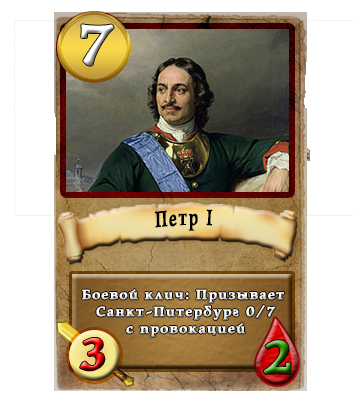 7
Петр I
Боевой клич: Призывает
Санкт-Питербург 0/7
с провокацией
3
2